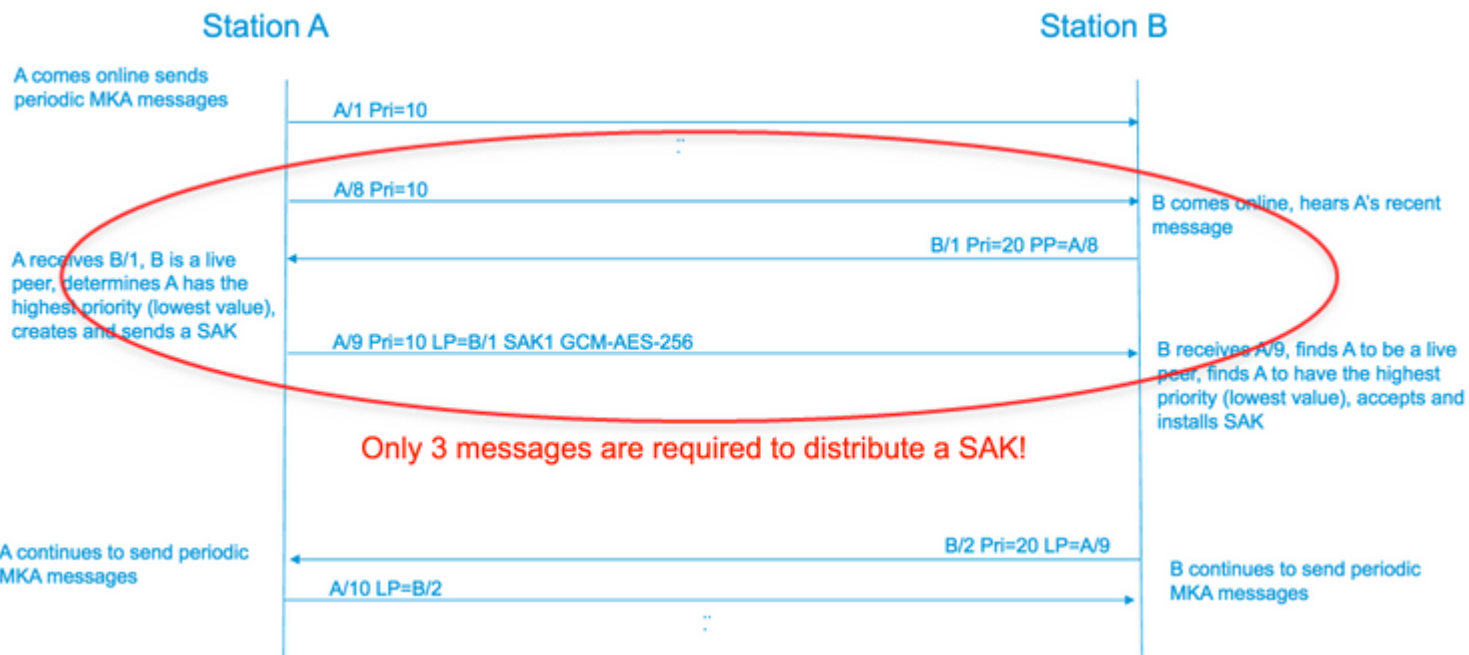 Station A
Station B
A comes online sends
periodic MKA messages
A/1 Pri=10
A/8 Pri=10
B comes online, hears A's recent
message
B/1 Pri=20 PP=A/8
A receives B/1, B is a live
peer, determines A has the
highest priority (lowest value),
creates and sends a SAK
A/9 Pri=10 LP=B/1 SAK1 GCM-AES-256
B receives A/9, finds A to be a live
peer, finds A to have the highest
priority (lowest value), accepts and
installs SAK
Only 3 messages are required to distribute a SAK!
B/2 Pri=20 LP=A/9
A continues to send periodic
MKA messages
A/10 LP=B/2
B continues to send periodic
MKA messages